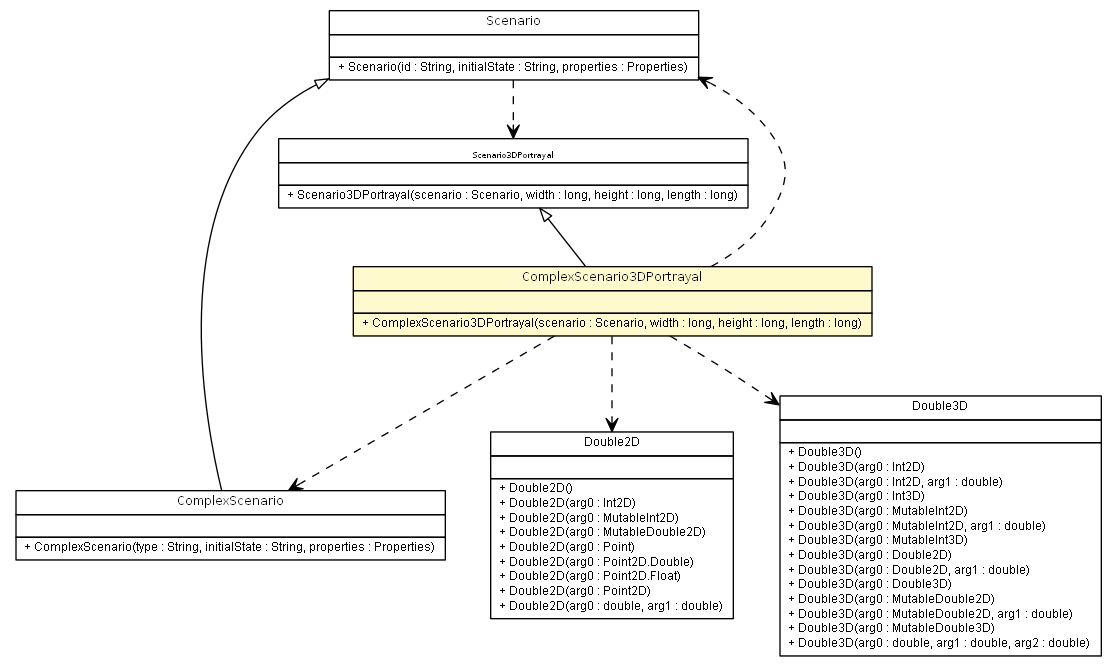 Scenario
+ Scenario(id : String, initialState : String, properties : Properties)
Scenario3DPortrayal
+ Scenario3DPortrayal(scenario : Scenario, width : long, height : long, length : long)
ComplexScenario3DPortrayal
+ ComplexScenario3DPortrayal(scenario : Scenario, width : long, height : long, length : long)
ComplexScenario
+ ComplexScenario(type : String, initialState : String, properties : Properties)
Double2D
+ Double2D()
+ Double2D(arg0 : Int2D)
+ Double2D(arg0 : MutableInt2D)
+ Double2D(arg0 : MutableDouble2D)
+ Double2D(arg0 : Point)
+ Double2D(arg0 : Point2D.Double)
+ Double2D(arg0 : Point2D.Float)
+ Double2D(arg0 : Point2D)
+ Double2D(arg0 : double, arg1 : double)
Double3D
+ Double3D()
+ Double3D(arg0 : Int2D)
+ Double3D(arg0 : Int2D, arg1 : double)
+ Double3D(arg0 : Int3D)
+ Double3D(arg0 : MutableInt2D)
+ Double3D(arg0 : MutableInt2D, arg1 : double)
+ Double3D(arg0 : MutableInt3D)
+ Double3D(arg0 : Double2D)
+ Double3D(arg0 : Double2D, arg1 : double)
+ Double3D(arg0 : Double3D)
+ Double3D(arg0 : MutableDouble2D)
+ Double3D(arg0 : MutableDouble2D, arg1 : double)
+ Double3D(arg0 : MutableDouble3D)
+ Double3D(arg0 : double, arg1 : double, arg2 : double)